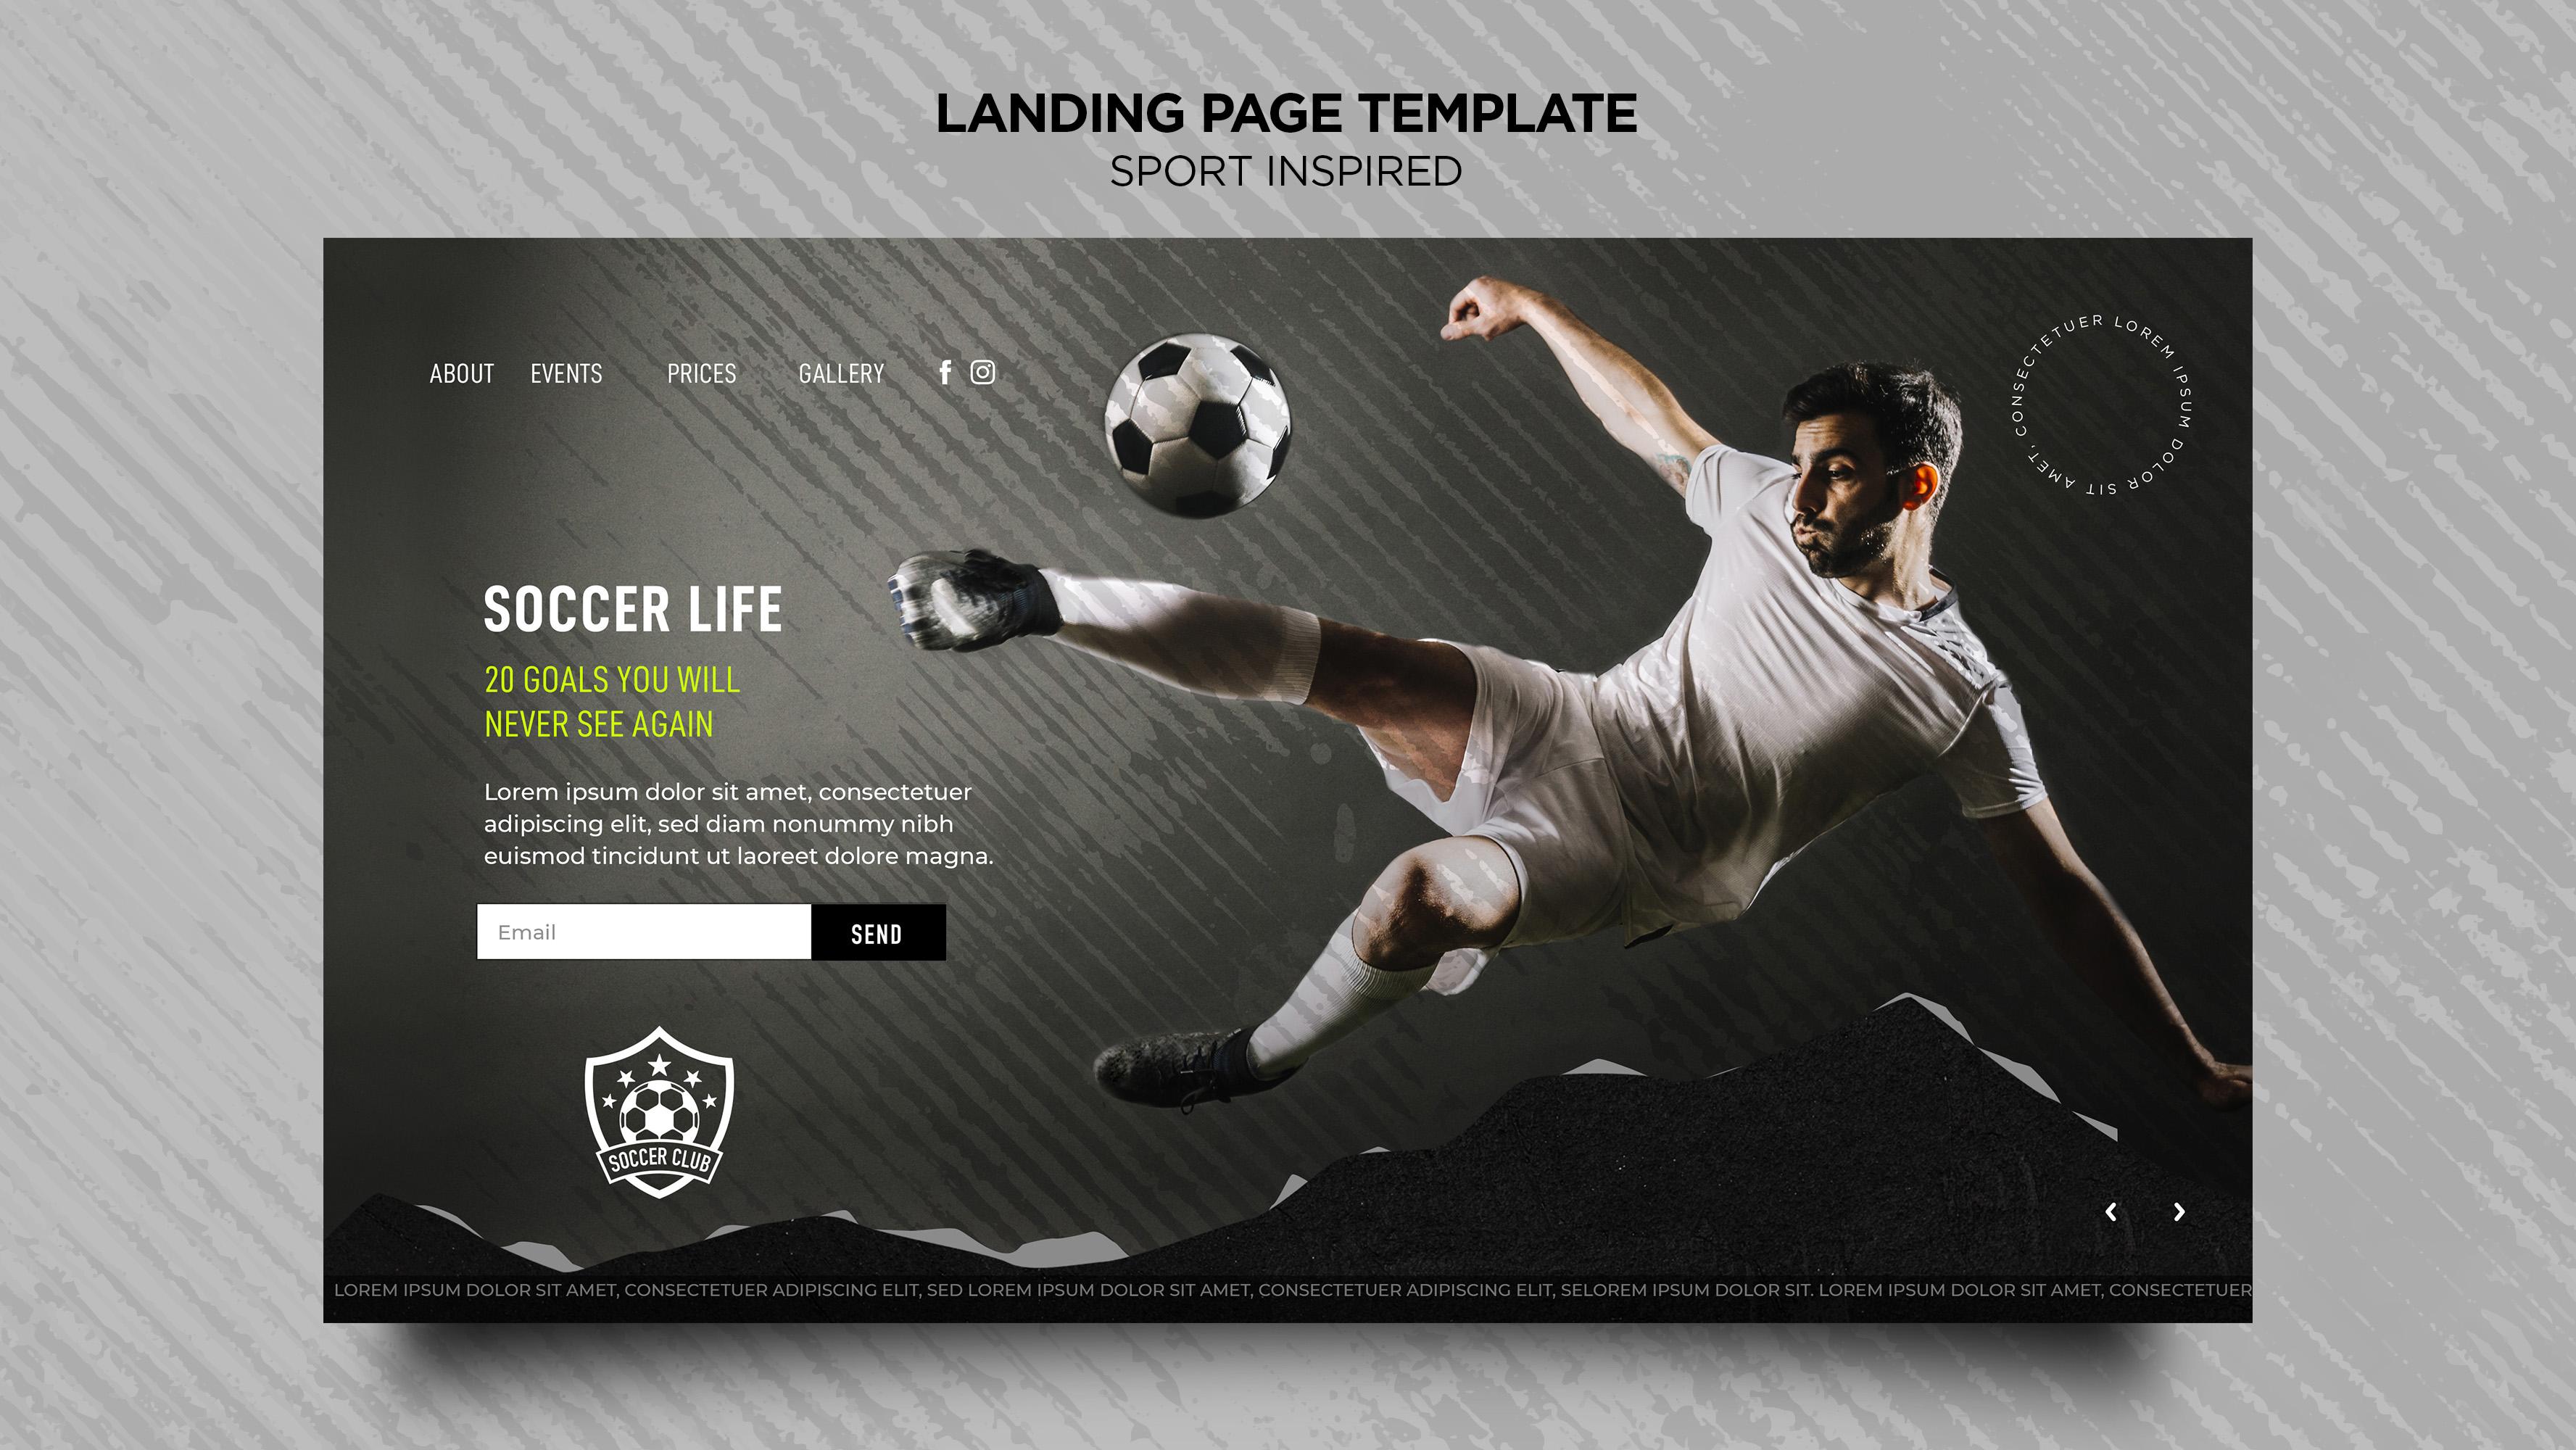 LANDING PAGE TEMPLATE
SPORT INSPIRED
ABOUT EVENTS PRICES GALLERY
CONSECTETUER LOREM IPSUM DOLOR SIT AMET,
SOCCER LIFE
20 GOALS YOU WILL
NEVER SEE AGAIN
Lorem ipsum dolor sit amet, consectetuer
adipiscing elit, sed diam nonummy nibh
euismod tincidunt ut laoreet dolore magna.
Email SEND
SOCCER CLUB
LOREM IPSUM DOLOR SIT AMET, CONSECTETUER ADIPISCING ELIT, SED LOREM IPSUM DOLOR SIT AMET, CONSECTETUER ADIPISCING ELIT, SELOREM IPSUM DOLOR SIT. LOREM IPSUM DOLOR SIT AMET, CONSECTETUER